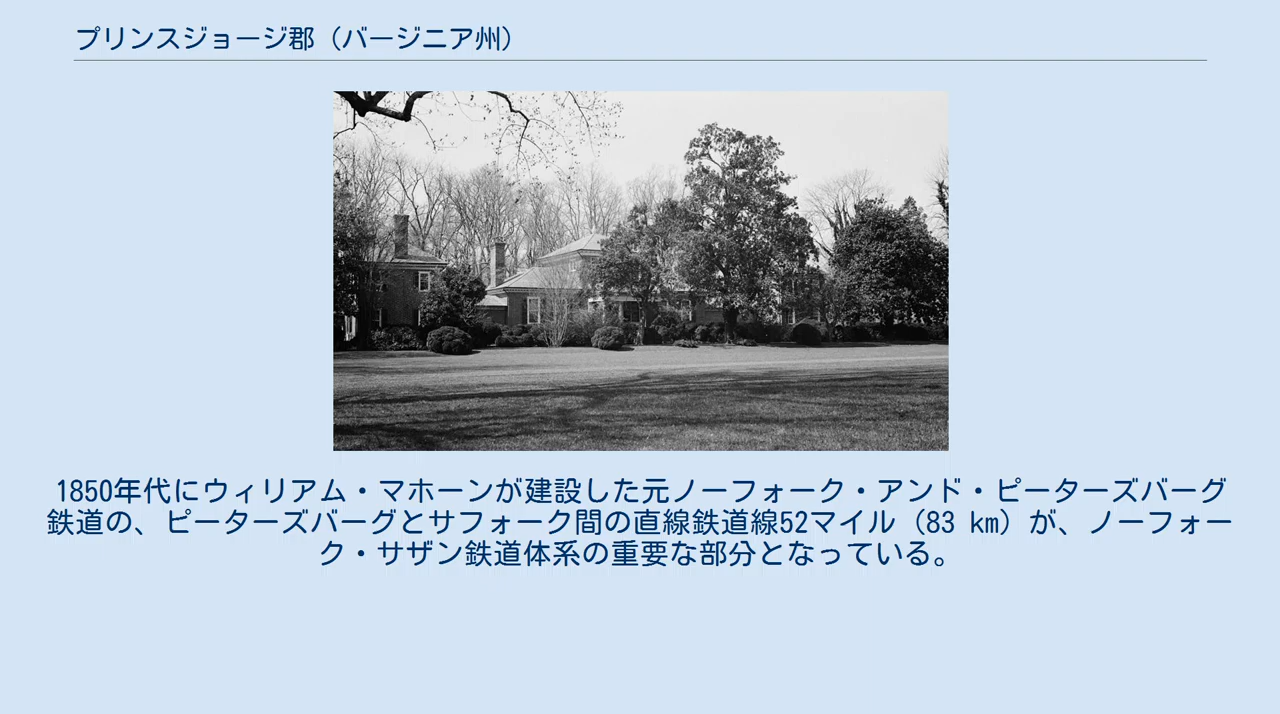 プリンスジョージ郡（バージニア州）
1850年代にウィリアム・マホーンが建設した元ノーフォーク・アンド・ピーターズバーグ
鉄道の、ピーターズバーグとサフォーク間の直線鉄道線52マイル（83 km）が、ノーフォー
ク・サザン鉄道体系の重要な部分となっている。